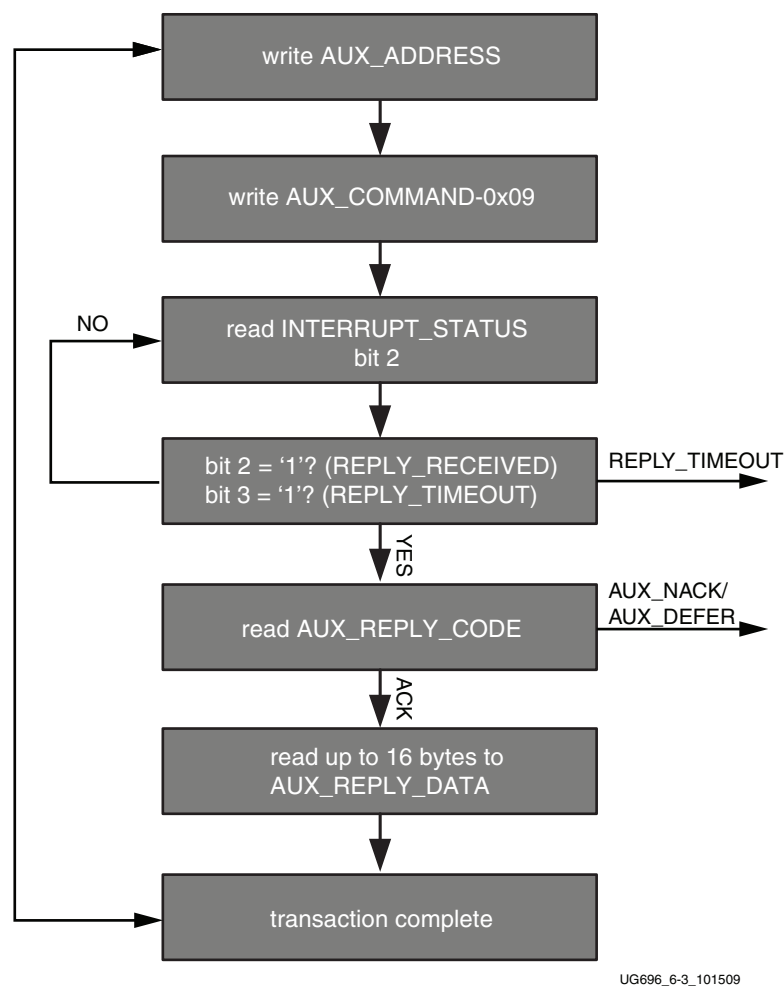 write AUX_ADDRESS
write AUX_COMMAND-0x09
NO
read INTERRUPT_STATUS
bit 2
bit 2 = ‘1’? (REPLY_RECEIVED)
bit 3 = ‘1’? (REPLY_TIMEOUT)
REPLY_TIMEOUT
YES
read AUX_REPLY_CODE
AUX_NACK/
AUX_DEFER
ACK
read up to 16 bytes to
AUX_REPLY_DATA
transaction complete
UG696_6-3_101509